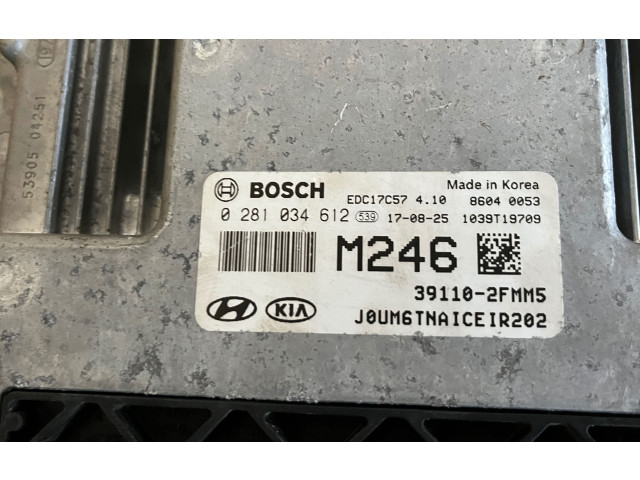 53905 04251
BOSCH
EDC17C57 4.10
Made in Korea
8604 0053
0 281 034 612 539 17-08-25 1039T19709
M246
39110-2FMM5
KIA
J0UM6TNAICEIR202